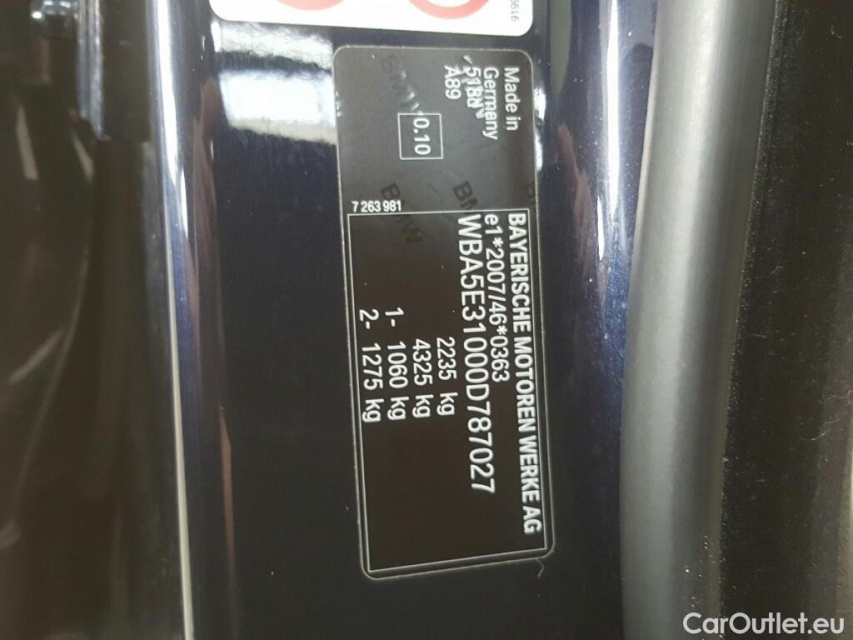 Made in
Germany
518d
A89
0.10
7 263 981
BAYERISCHE MOTOREN WERKE AG
e1*2007/46*0363
WBA5E31000D787027
2235 kg
4325 kg
1- 1060 kg
2- 1275 kg
CarOutlet.eu